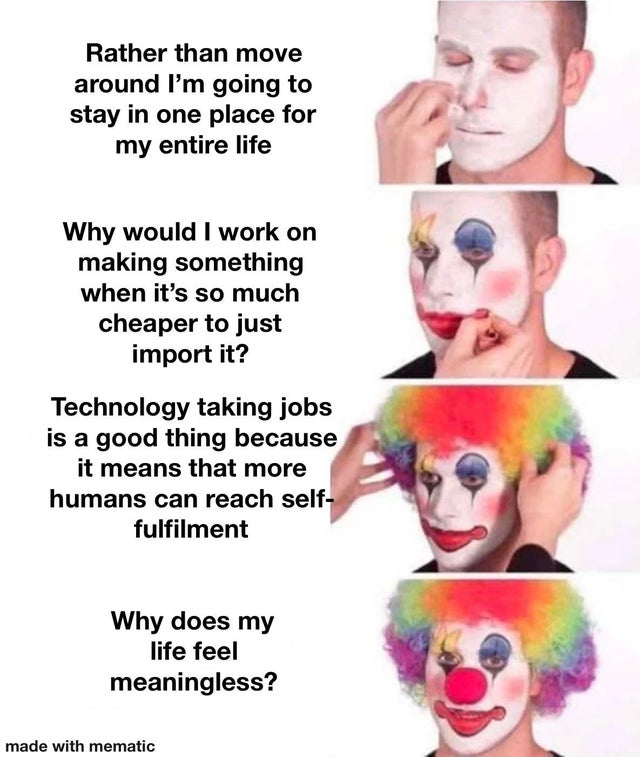 Rather than move
around I'm going to
stay in one place for
my entire life
Why would I work on
making something
when it's so much
cheaper to just
import it?
Technology taking jobs
is a good thing because
it means that more
humans can reach self-
fulfilment
Why does my
life feel
meaningless?
made with mematic